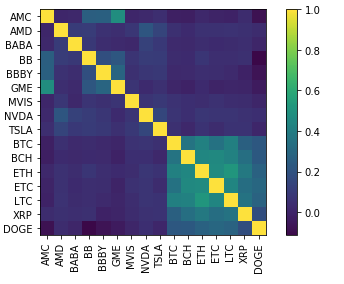 AMC
AMD
BABA
BB
BBBY
GME
MVIS
NVDA
TSLA
BTC
BCH
ETH
ETC
LTC
XRP
DOGE
AMC AMD BABA BB BBBY GME MVIS NVDA TSLA BTC BCH ETH ETC LTC XRP DOGE
1.0
0.8
0.6
0.4
0.2
0.0